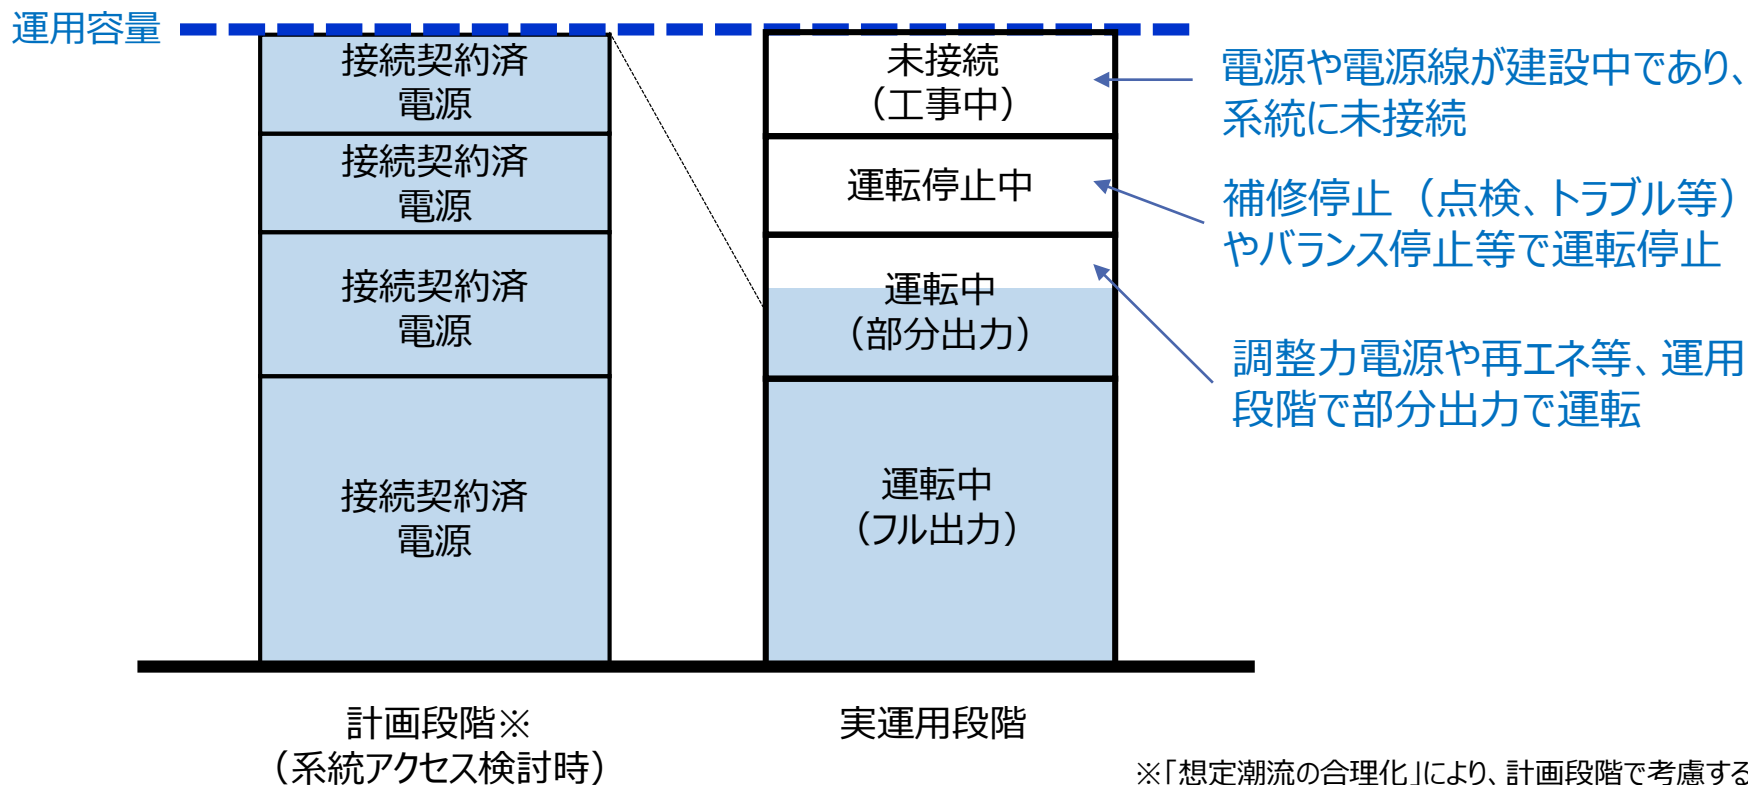 運用容量
接続契約済
電源
接続契約済
電源
接続契約済
電源
接続契約済
電源
未接続
（工事中）
運転停止中
運転中
（部分出力）
運転中
（フル出力）
電源や電源線が建設中であり、
系統に未接続
補修停止（点検、トラブル等）
やバランス停止等で運転停止
調整力電源や再エネ等、運用
段階で部分出力で運転
計画段階※
（系統アクセス検討時）
実運用段階
※「想定潮流の合理化」により、計画段階で考慮する